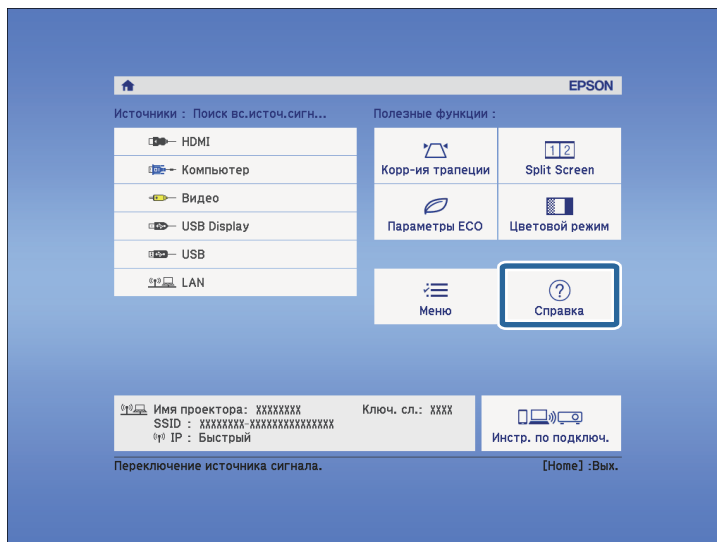 EPSON
Источники : Поиск вс.источ.сигн...
HDMI
Компьютер
Видео
USB Display
USB
LAN
Полезные функции :
Корр-ия трапеции
1 2
Split Screen
Параметры ECO
Цветовой режим
Меню
?
Справка
Имя проектора: XXXXXXXX
Ключ. сл.: XXXX
SSID : XXXXXXXX-XXXXXXXXXXXXXXX
IP : Быстрый
Инстр. по подключ.
Переключение источника сигнала.
[Home] :Вых.